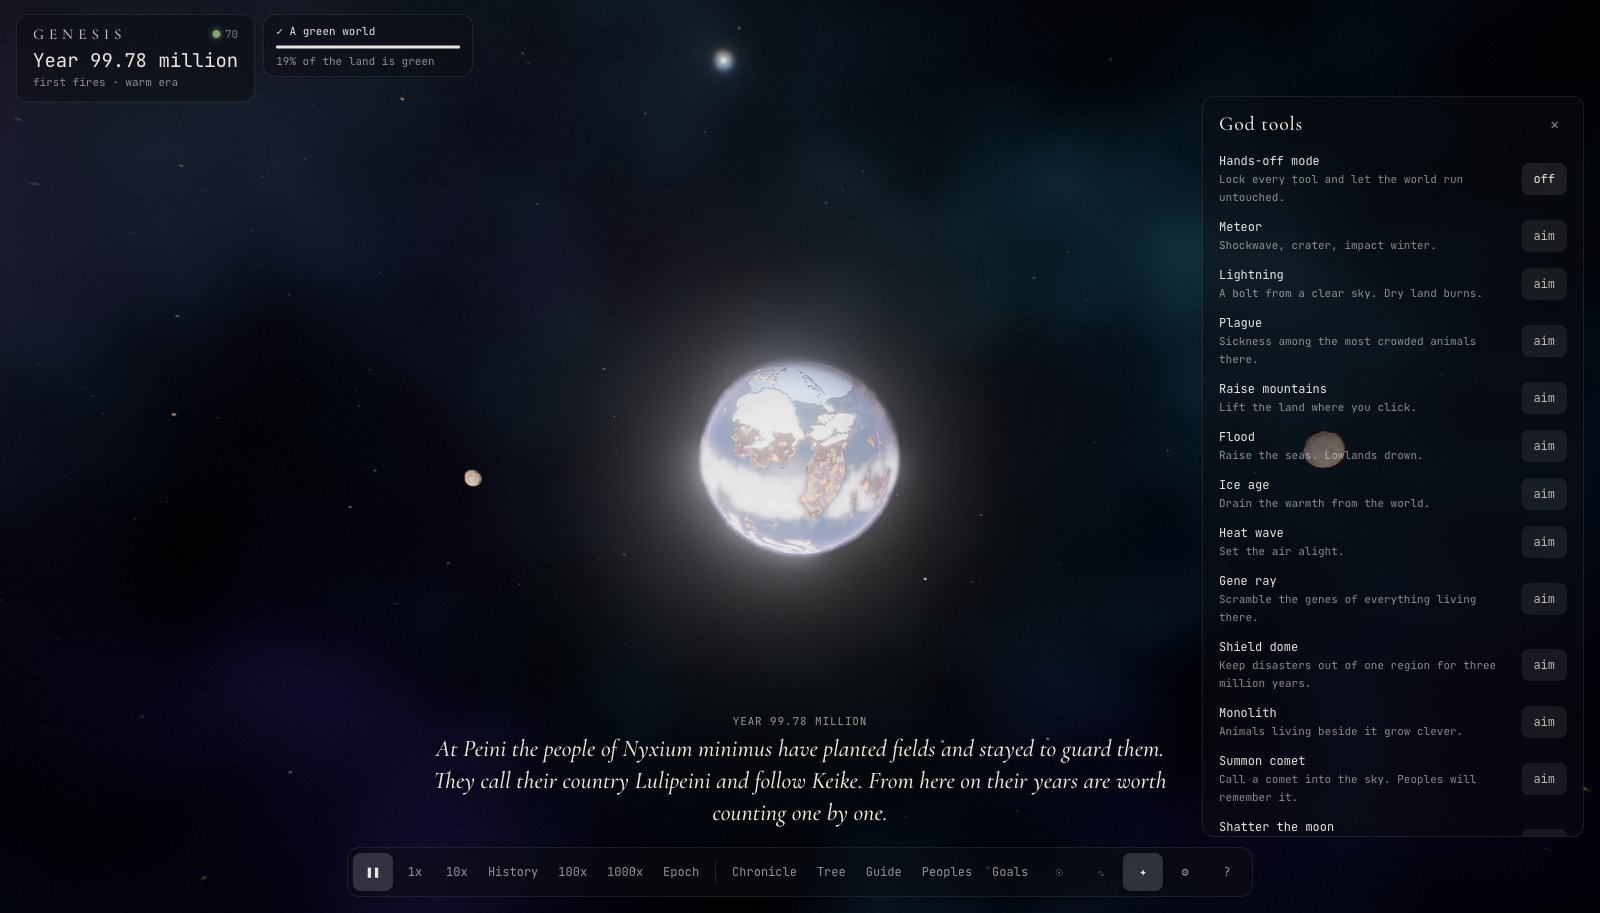 GENESIS
70
Year 99.78 million
first fires · warm era
✓ A green world
19% of the land is green
God tools
×
Hands-off mode
Lock every tool and let the world run
untouched.
off
Meteor
Shockwave, crater, impact winter.
aim
Lightning
A bolt from a clear sky. Dry land burns.
aim
Plague
Sickness among the most crowded animals
there.
aim
Raise mountains
Lift the land where you click.
aim
Flood
Raise the seas. Lowlands drown.
aim
Ice age
Drain the warmth from the world.
aim
Heat wave
Set the air alight.
aim
Gene ray
Scramble the genes of everything living
there.
aim
Shield dome
Keep disasters out of one region for three
million years.
aim
Monolith
Animals living beside it grow clever.
aim
Summon comet
Call a comet into the sky. Peoples will
remember it.
aim
Shatter the moon
YEAR 99.78 MILLION
At Peini the people of Nyxium minimus have planted fields and stayed to guard them.
They call their country Lulipeini and follow Keike. From here on their years are worth
counting one by one.
1x 10x History 100x 1000x Epoch Chronicle Tree Guide Peoples Goals ?